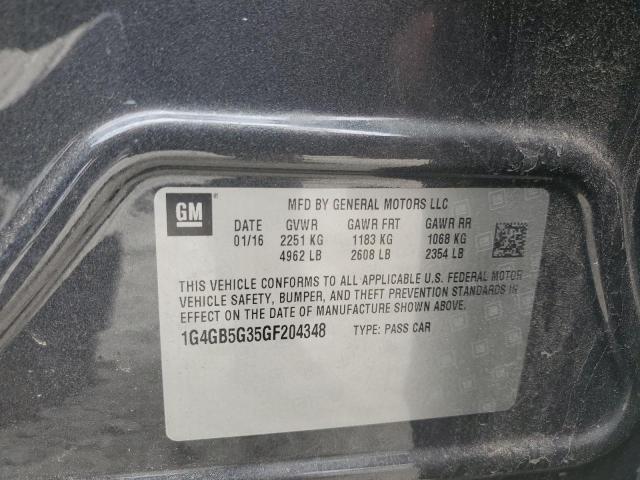 GM
MFD BY GENERAL MOTORS LLC
DATE GVWR GAWR FRT GAWR RR
01/16 2251 KG 1183 KG 1068 KG
4962 LB 2608 LB 2354 LB
THIS VEHICLE CONFORMS TO ALL APPLICABLE U.S. FEDERAL MOTOR
VEHICLE SAFETY, BUMPER, AND THEFT PREVENTION STANDARDS IN
EFFECT ON THE DATE OF MANUFACTURE SHOWN ABOVE.
1G4GB5G35GF204348 TYPE: PASS CAR